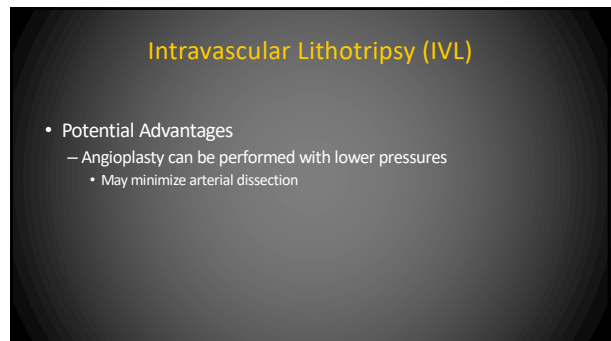 Intravascular Lithotripsy (IVL)
• Potential Advantages
– Angioplasty can be performed with lower pressures
• May minimize arterial dissection